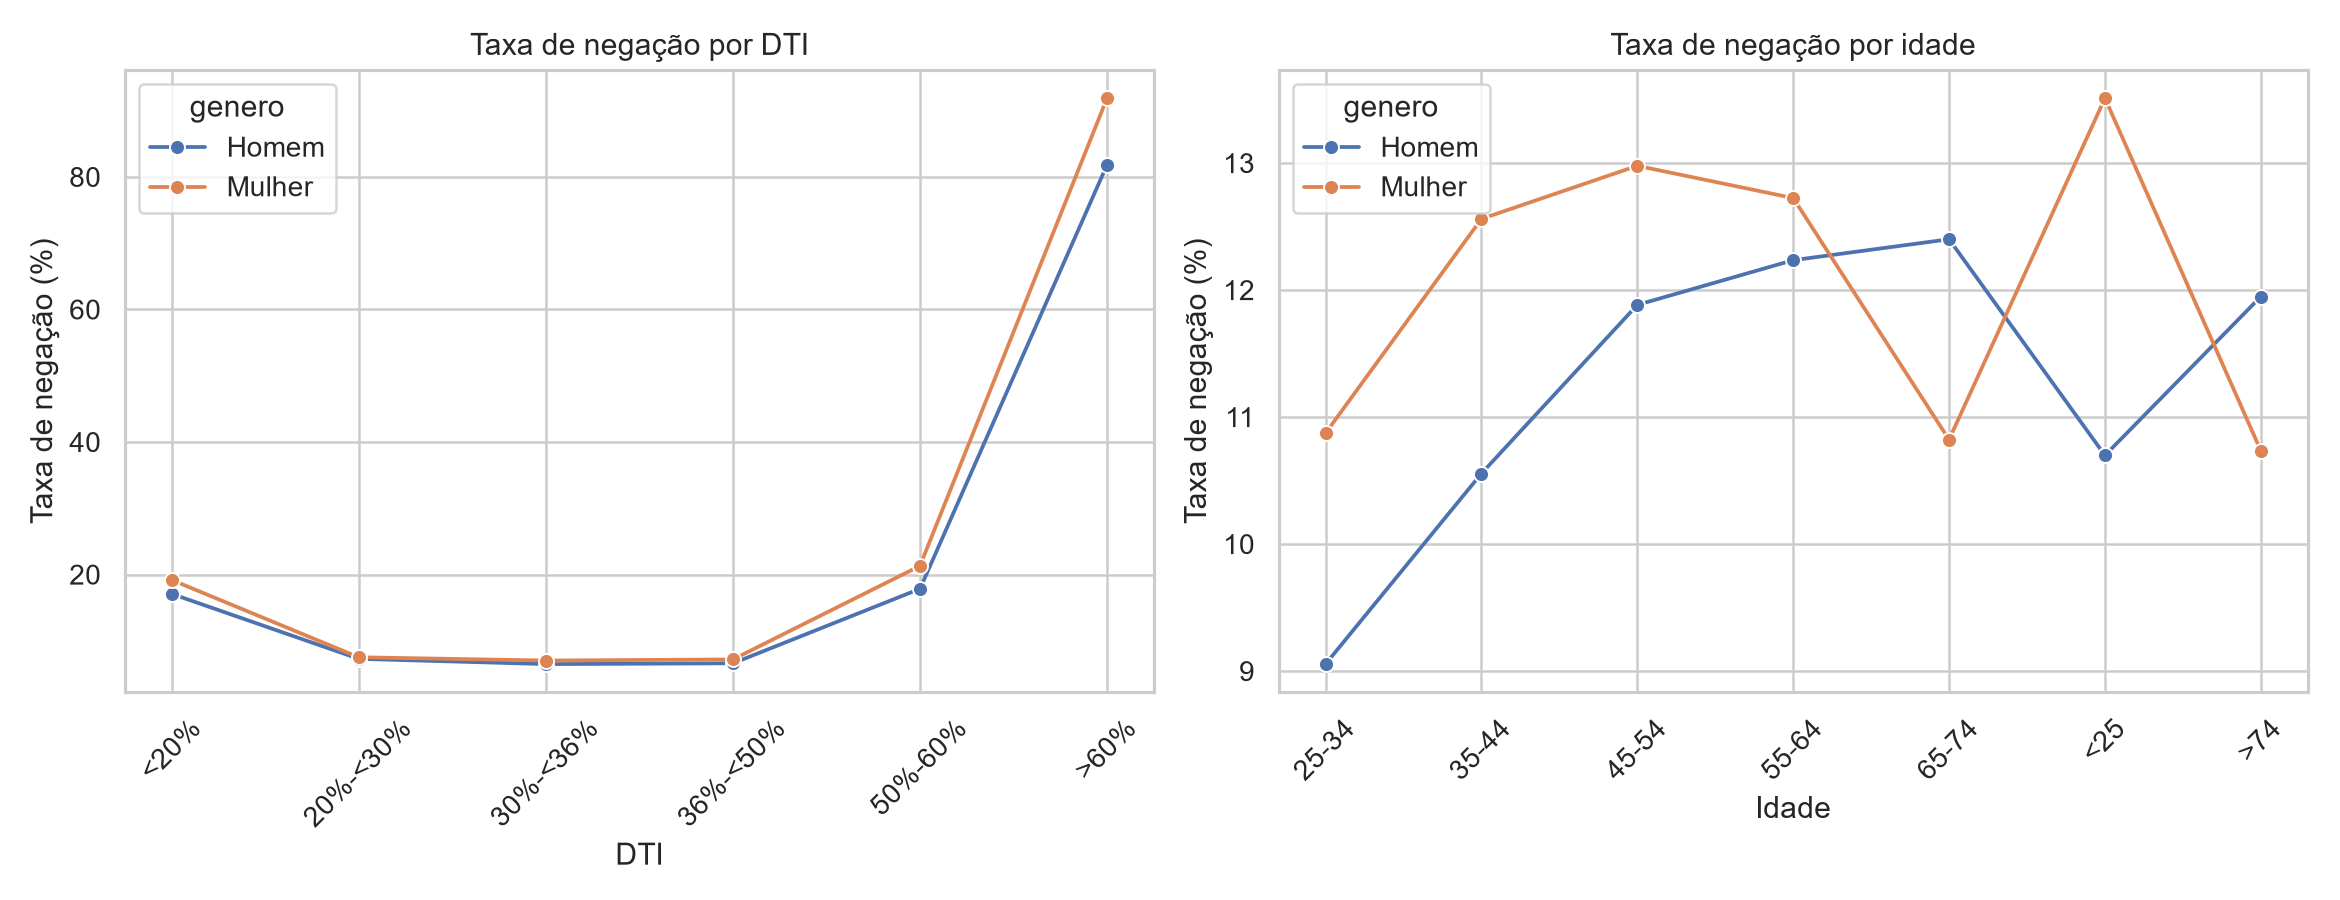 Taxa de negação por DTI
genero
Homem
Mulher
Taxa de negação (%)
80
60
40
20
<20%
20%-<30%
30%-<36%
36%-<50%
50%-60%
>60%
DTI
Taxa de negação por idade
genero
Homem
Mulher
Taxa de negação (%)
13
12
11
10
9
25-34
35-44
45-54
55-64
65-74
<25
>74
Idade